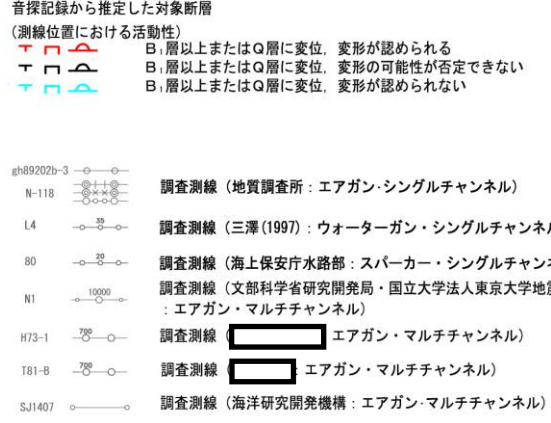 音探記録から推定した対象断層
(測線位置における活動性)
B₁層以上またはQ層に変位，変形が認められる
B₁層以上またはQ層に変位，変形の可能性が否定できない
B₁層以上またはQ層に変位，変形が認められない
gh89202b-3
N-118 調査測線（地質調査所：エアガン・シングルチャンネル）
L4 35 調査測線（三澤(1997)：ウォーターガン・シングルチャンネル
80 20 調査測線（海上保安庁水路部：スパーカー・シングルチャンネ
N1 10000 調査測線（文部科学省研究開発局・国立大学法人東京大学地震
：エアガン・マルチチャンネル）
H73-1 700 調査測線（ エアガン・マルチチャンネル）
T81-B 700 調査測線（ ：エアガン・マルチチャンネル）
SJ1407 調査測線（海洋研究開発機構：エアガン・マルチチャンネル）